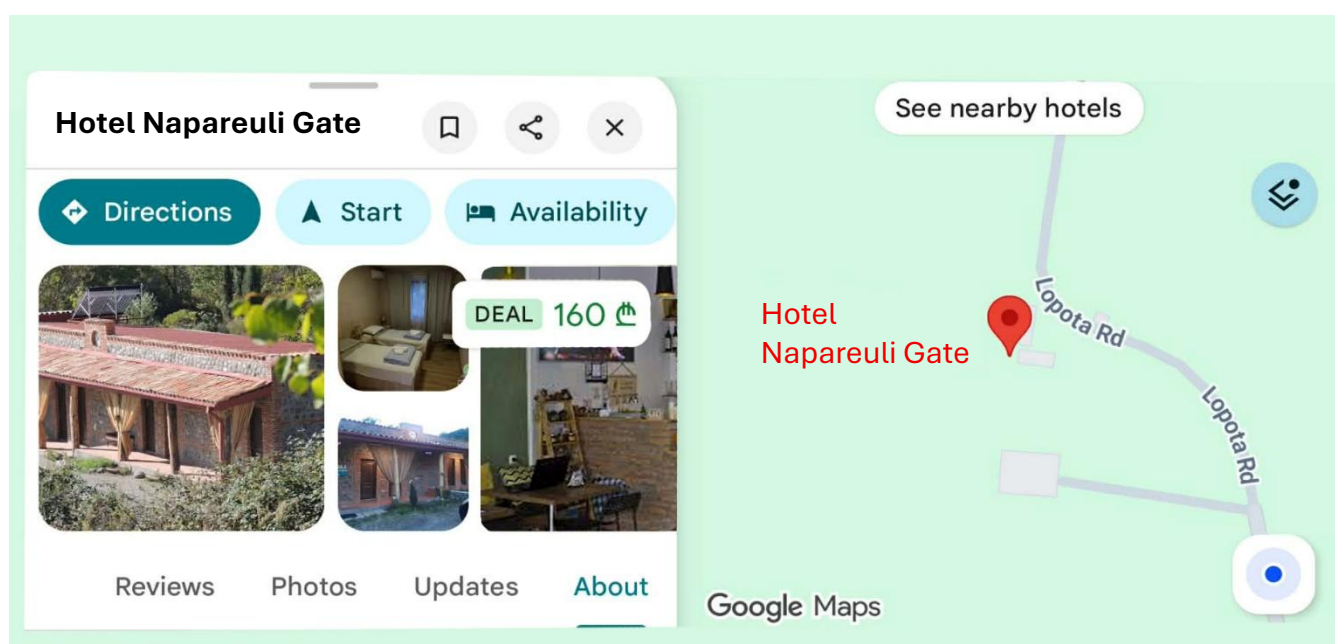 Hotel Napareuli Gate
Directions
Start
Availability
DEAL 160 ₾
Reviews
Photos
Updates
About
See nearby hotels
Hotel
Napareuli Gate
Lopota Rd
Lopota Rd
Google Maps